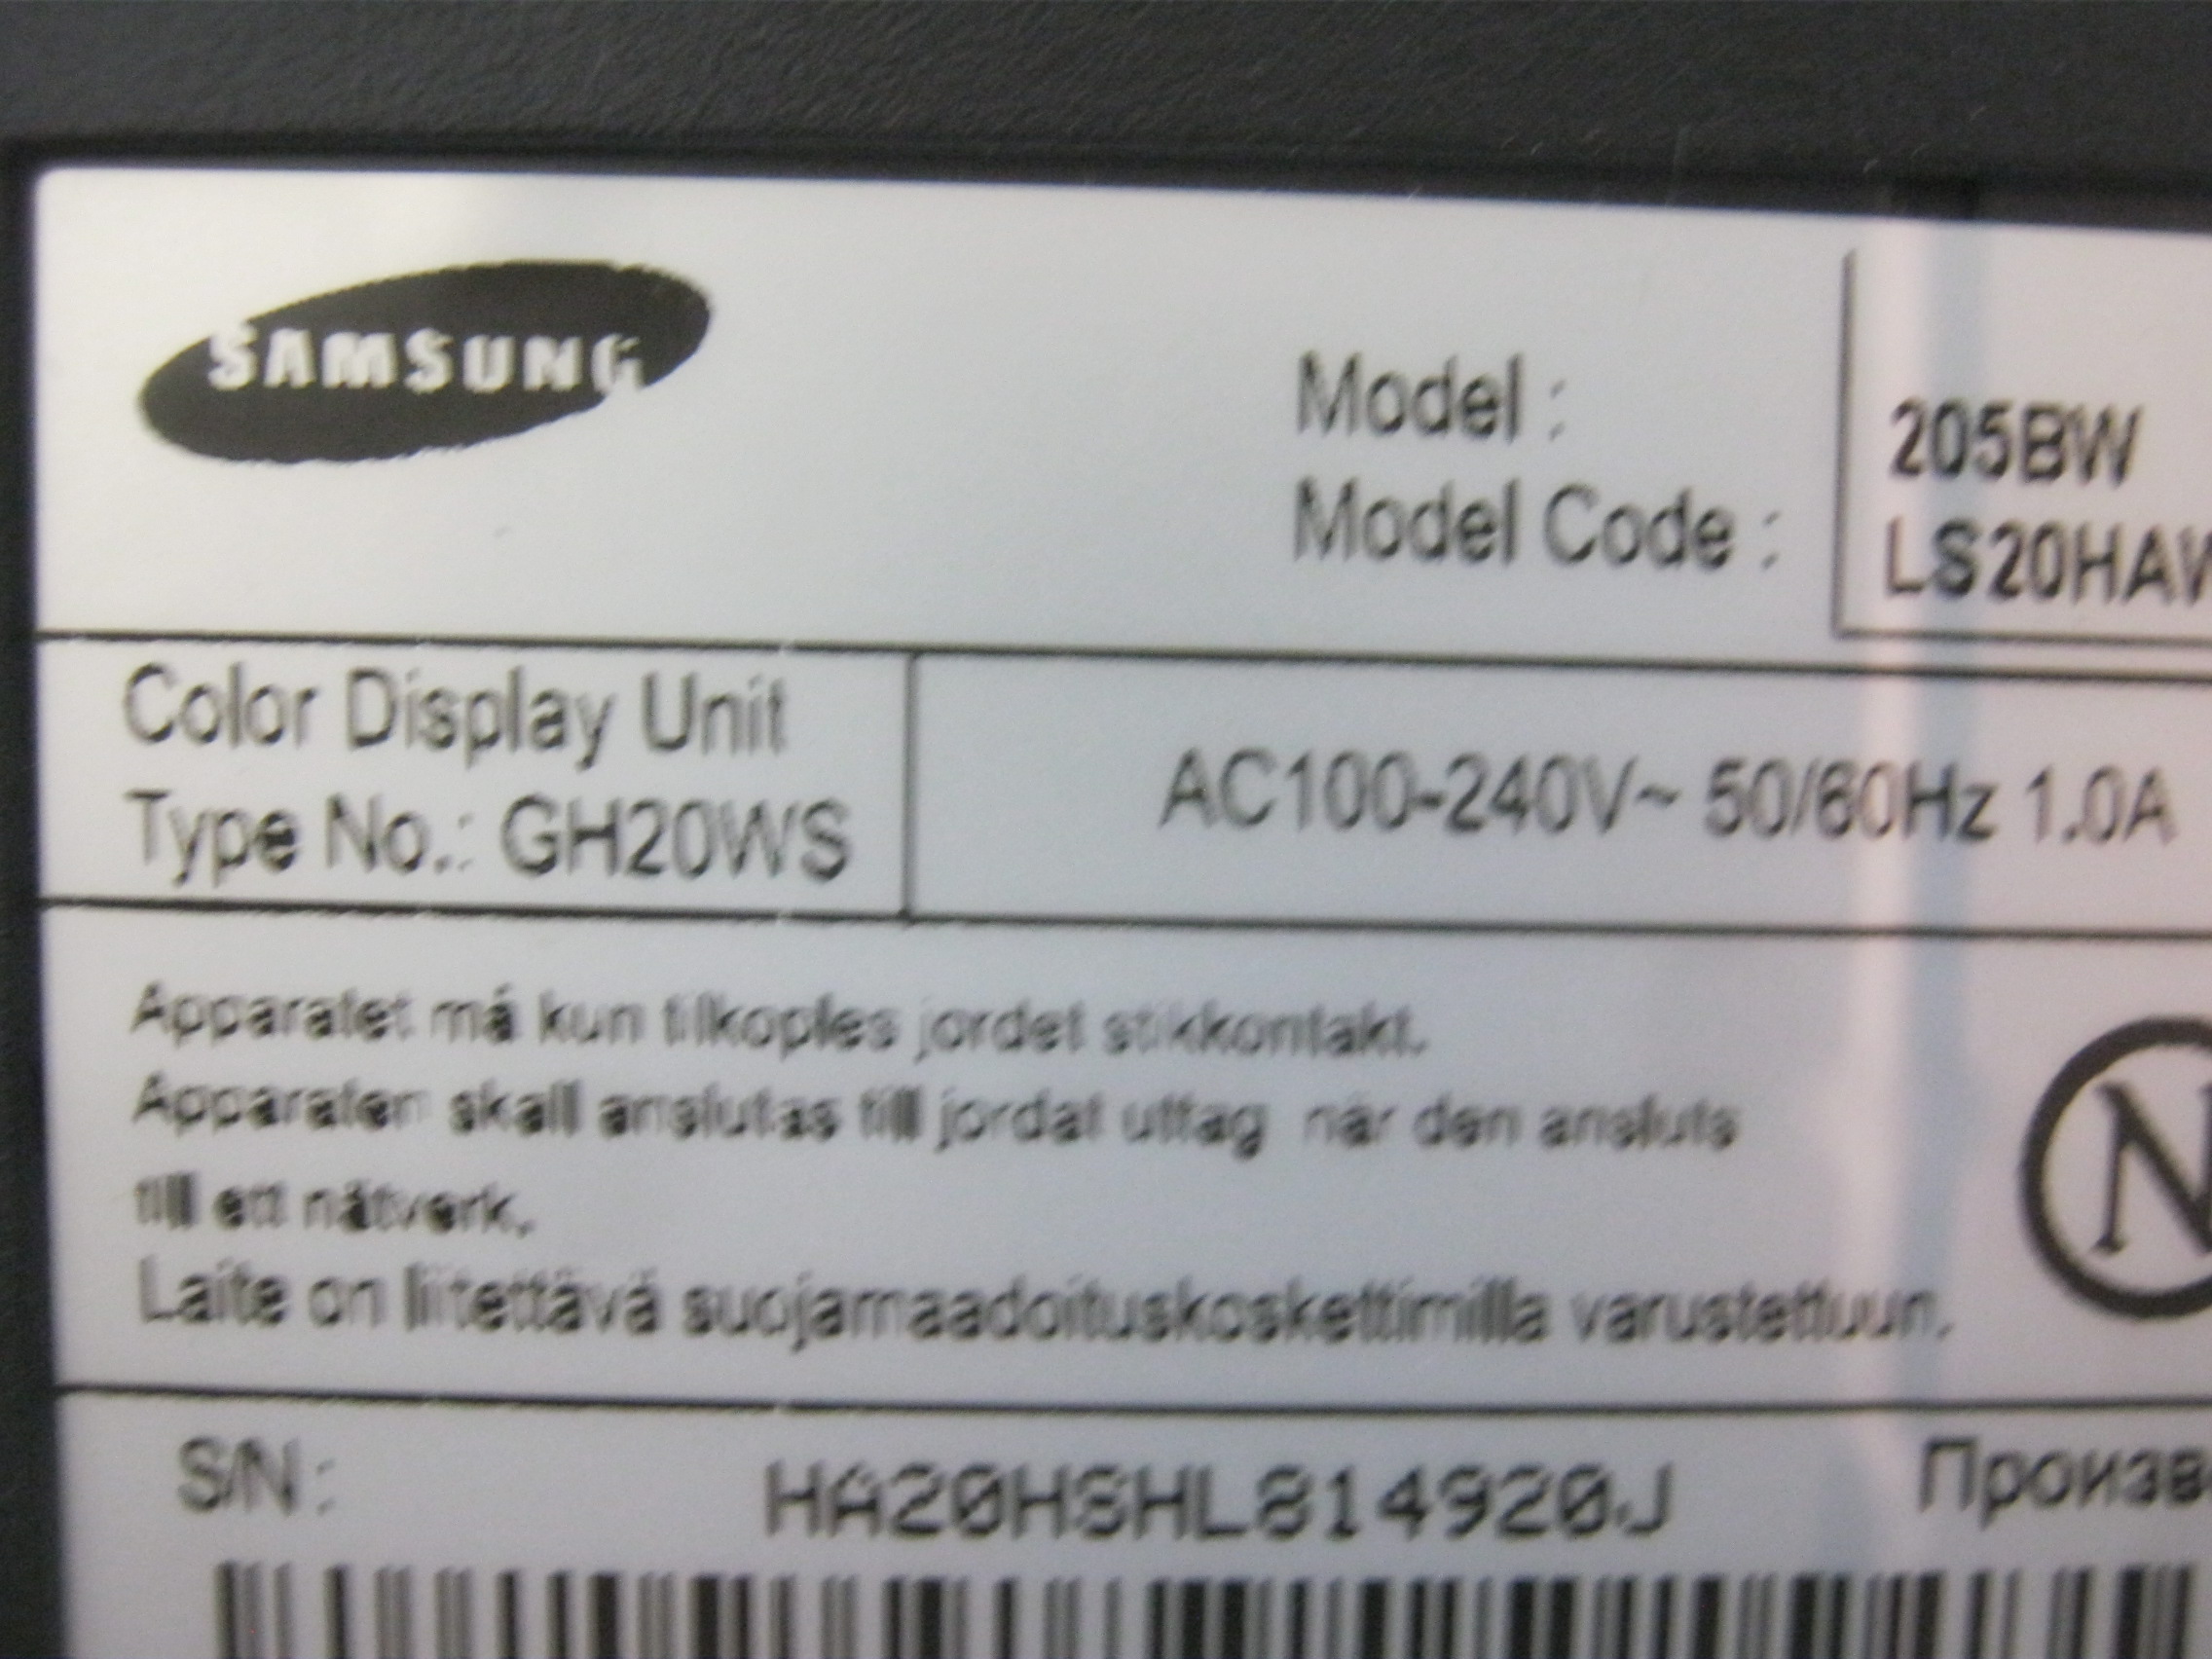 SAMSUNG
Model : 205BW
Model Code : LS20HAW
Color Display Unit
Type No.: GH20WS
AC100-240V~ 50/60Hz 1.0A
Apparatet må kun tilkoples jordet stikkontakt.
Apparaten skall anslutas till jordat uttag när den ansluts
till ett nätverk.
Laite on liitettävä suojamaadoituskoskettimilla varustettuun.
N
S/N : HA20HSHL814920J
Произв